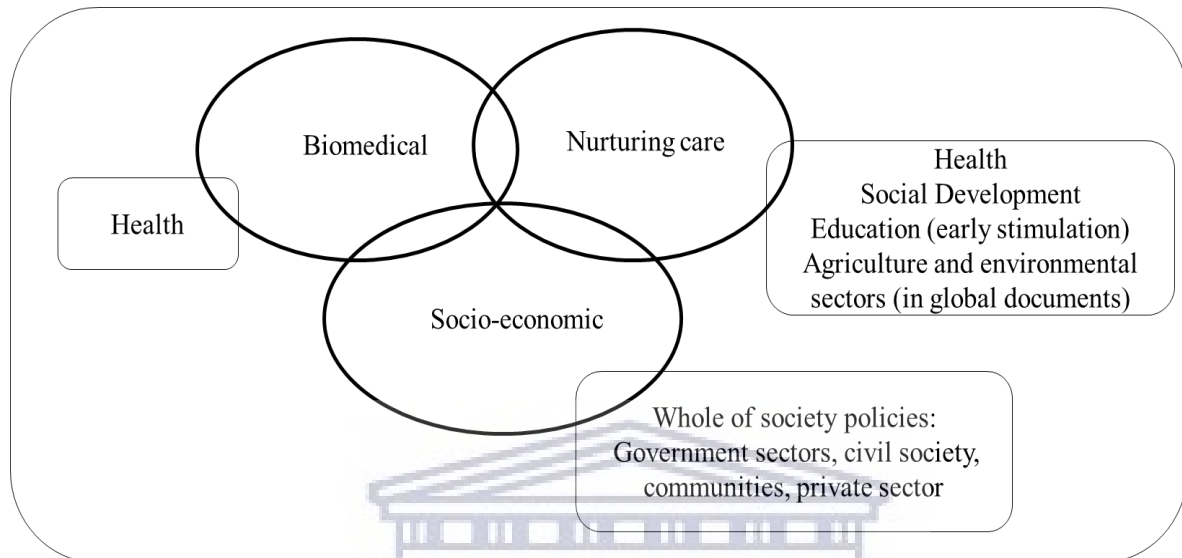 Biomedical
Nurturing care
Health
Health
Social Development
Education (early stimulation)
Agriculture and environmental
sectors (in global documents)
Socio-economic
Whole of society policies:
Government sectors, civil society,
communities, private sector